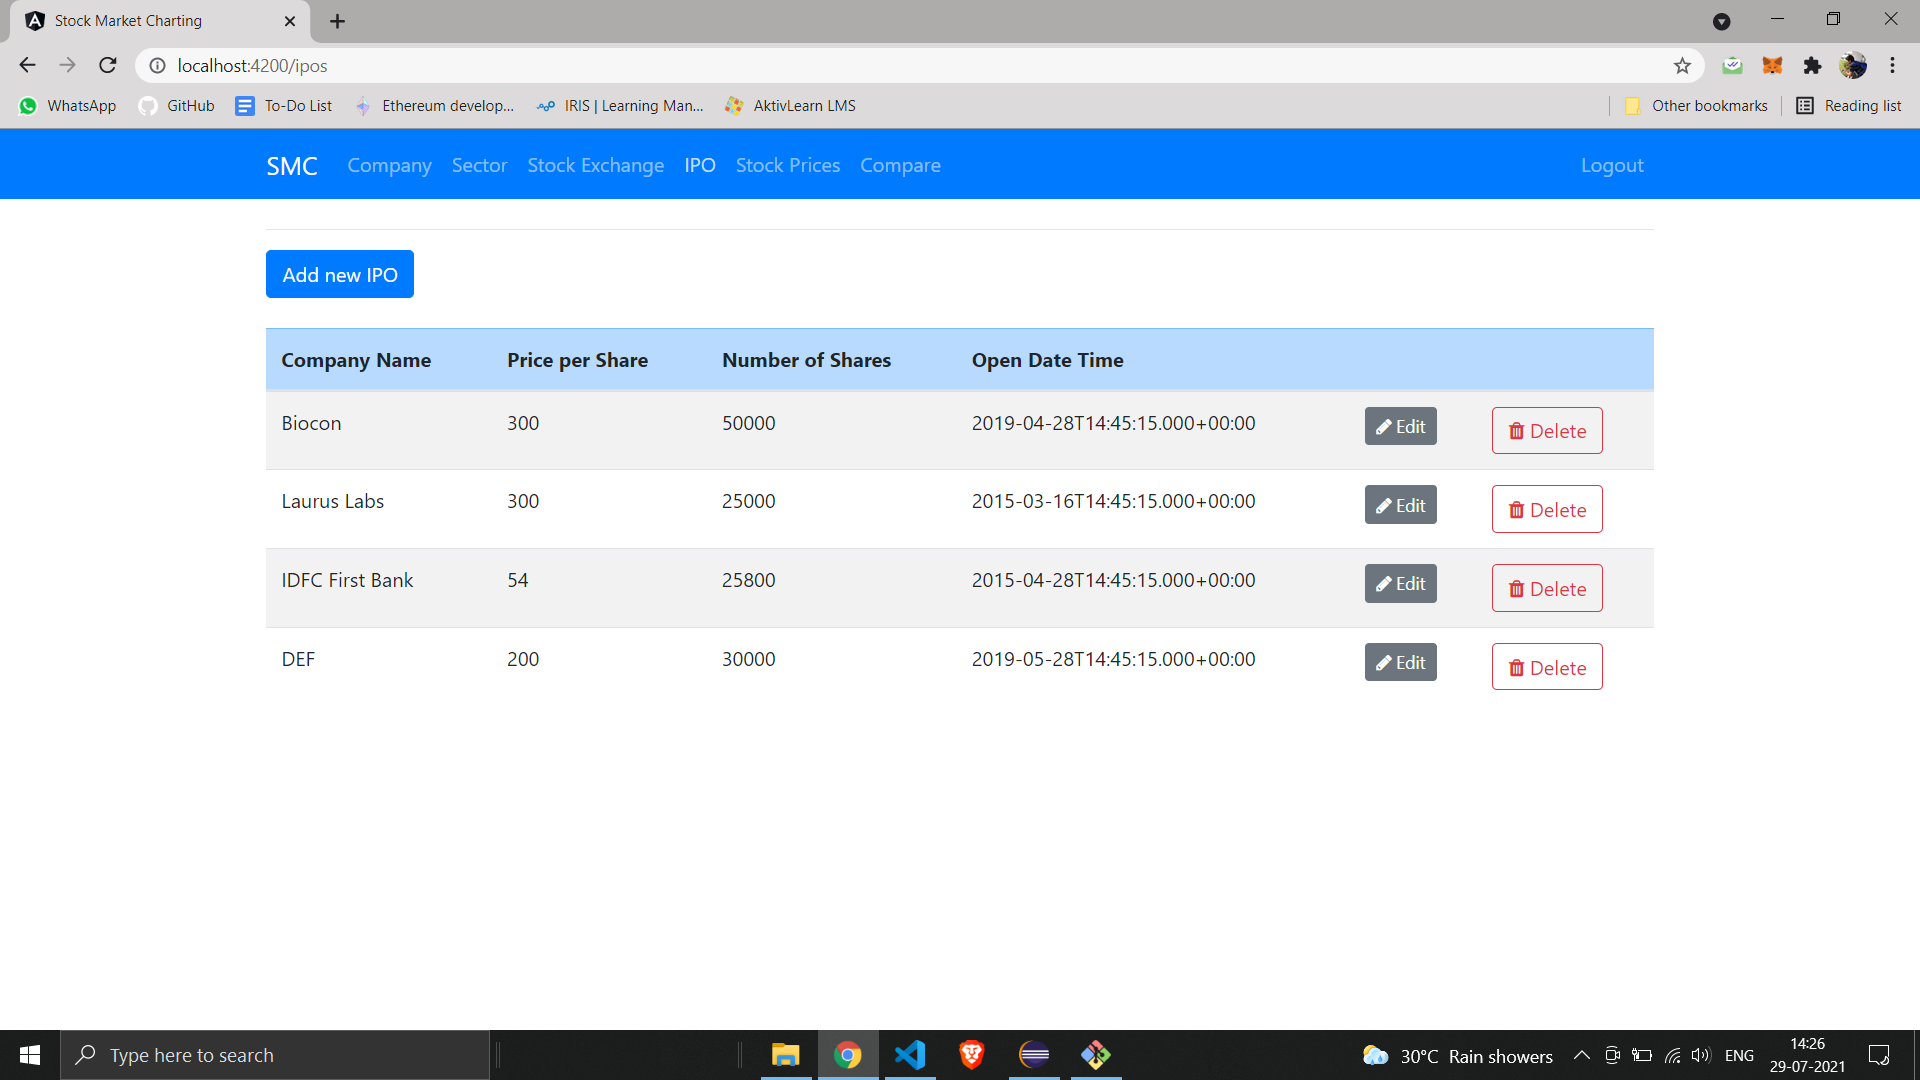 Stock Market Charting
localhost:4200/ipos
WhatsApp GitHub To-Do List Ethereum develop... IRIS | Learning Man... AktivLearn LMS Other bookmarks Reading list
SMC Company Sector Stock Exchange IPO Stock Prices Compare Logout
Add new IPO
Company Name Price per Share Number of Shares Open Date Time
Biocon 300 50000 2019-04-28T14:45:15.000+00:00 Edit Delete
Laurus Labs 300 25000 2015-03-16T14:45:15.000+00:00 Edit Delete
IDFC First Bank 54 25800 2015-04-28T14:45:15.000+00:00 Edit Delete
DEF 200 30000 2019-05-28T14:45:15.000+00:00 Edit Delete
Type here to search 30°C Rain showers ENG 14:26
29-07-2021